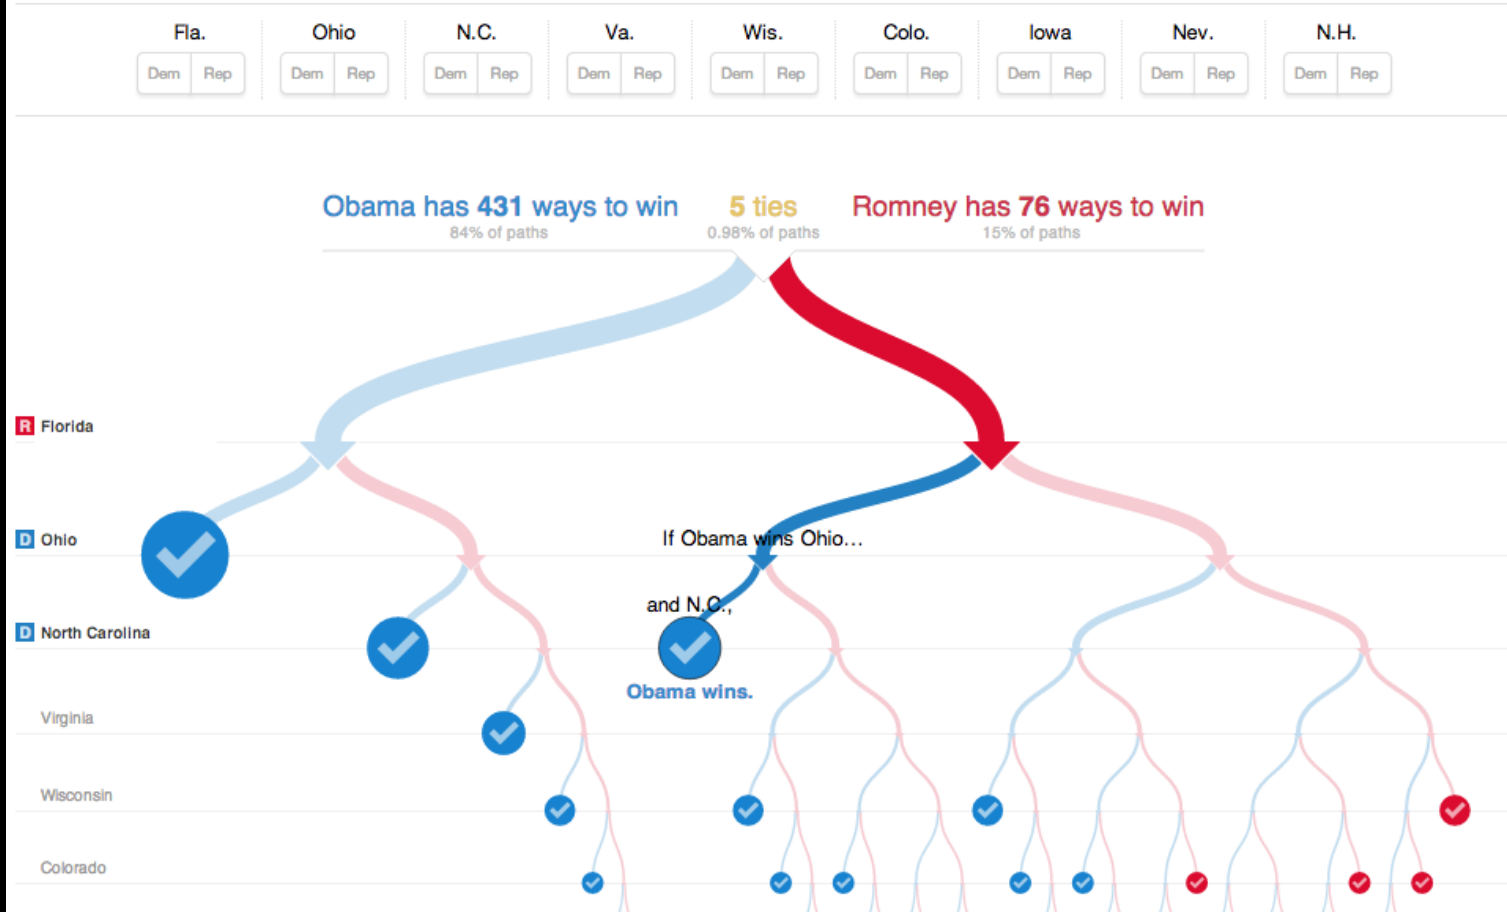 Fla. Ohio N.C. Va. Wis. Colo. Iowa Nev. N.H.
Dem Rep Dem Rep Dem Rep Dem Rep Dem Rep Dem Rep Dem Rep Dem Rep Dem Rep
Obama has 431 ways to win 5 ties Romney has 76 ways to win
84% of paths 0.98% of paths 15% of paths
R Florida
D Ohio
If Obama wins Ohio...
and N.C.,
D North Carolina
Obama wins.
Virginia
Wisconsin
Colorado